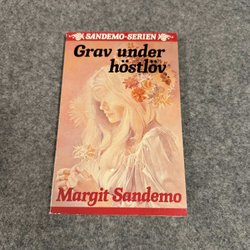 SANDEMO-SERIEN
Grav under
höstlöv
Margit Sandemo